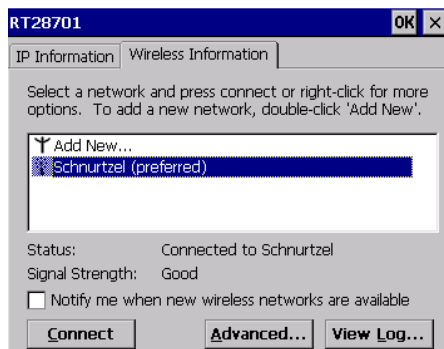 RT28701 OK ×
IP Information Wireless Information
Select a network and press connect or right-click for more
options. To add a new network, double-click 'Add New'.
Add New...
Schnurtzel (preferred)
Status: Connected to Schnurtzel
Signal Strength: Good
Notify me when new wireless networks are available
Connect Advanced... View Log...